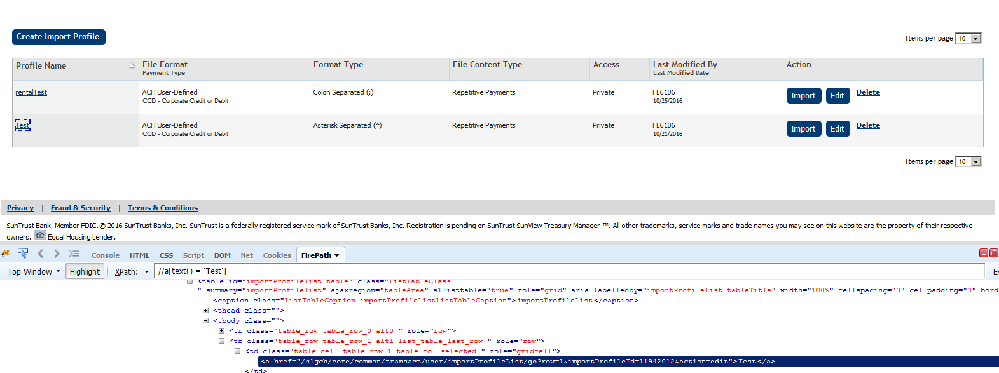 Create Import Profile
Items per page 10
Profile Name File Format Format Type File Content Type Access Last Modified By Action
Payment Type Last Modified Date
rentalTest ACH User-Defined Colon Separated (:) Repetitive Payments Private FL6106 Import Edit Delete
CCD - Corporate Credit or Debit 10/25/2016
Test ACH User-Defined Asterisk Separated (*) Repetitive Payments Private FL6106 Import Edit Delete
CCD - Corporate Credit or Debit 10/21/2016
Items per page 10
Privacy | Fraud & Security | Terms & Conditions
SunTrust Bank, Member FDIC. © 2016 SunTrust Banks, Inc. SunTrust is a federally registered service mark of SunTrust Banks, Inc. Registration is pending on SunTrust SunView Treasury Manager ™. All other trademarks, service marks and trade names you may see on this website are the property of their respective
owners. Equal Housing Lender.
Console HTML CSS Script DOM Net Cookies FirePath
Top Window Highlight XPath: //a[text() = 'Test'] Ev
<table id="importProfilelist_table" class="listTableClass
" summary="importProfilelist" ajaxregion="tableArea" s1listtable="true" role="grid" aria-labelledby="importProfilelist_tableTitle" width="100%" cellspacing="0" cellpadding="0" bord
<caption class="listTableCaption importProfilelistlistTableCaption">importProfilelist</caption>
<thead class="">
<tbody class="">
<tr class="table_row table_row_0 alt0 " role="row">
<tr class="table_row table_row_1 alt1 list_table_last_row " role="row">
<td class="table_cell table_row_1 table_col_selected " role="gridcell">
<a href="/s1gcb/core/common/transact/user/importProfileList/go?row=1&importProfileId=11942012&action=edit">Test</a>
</td>